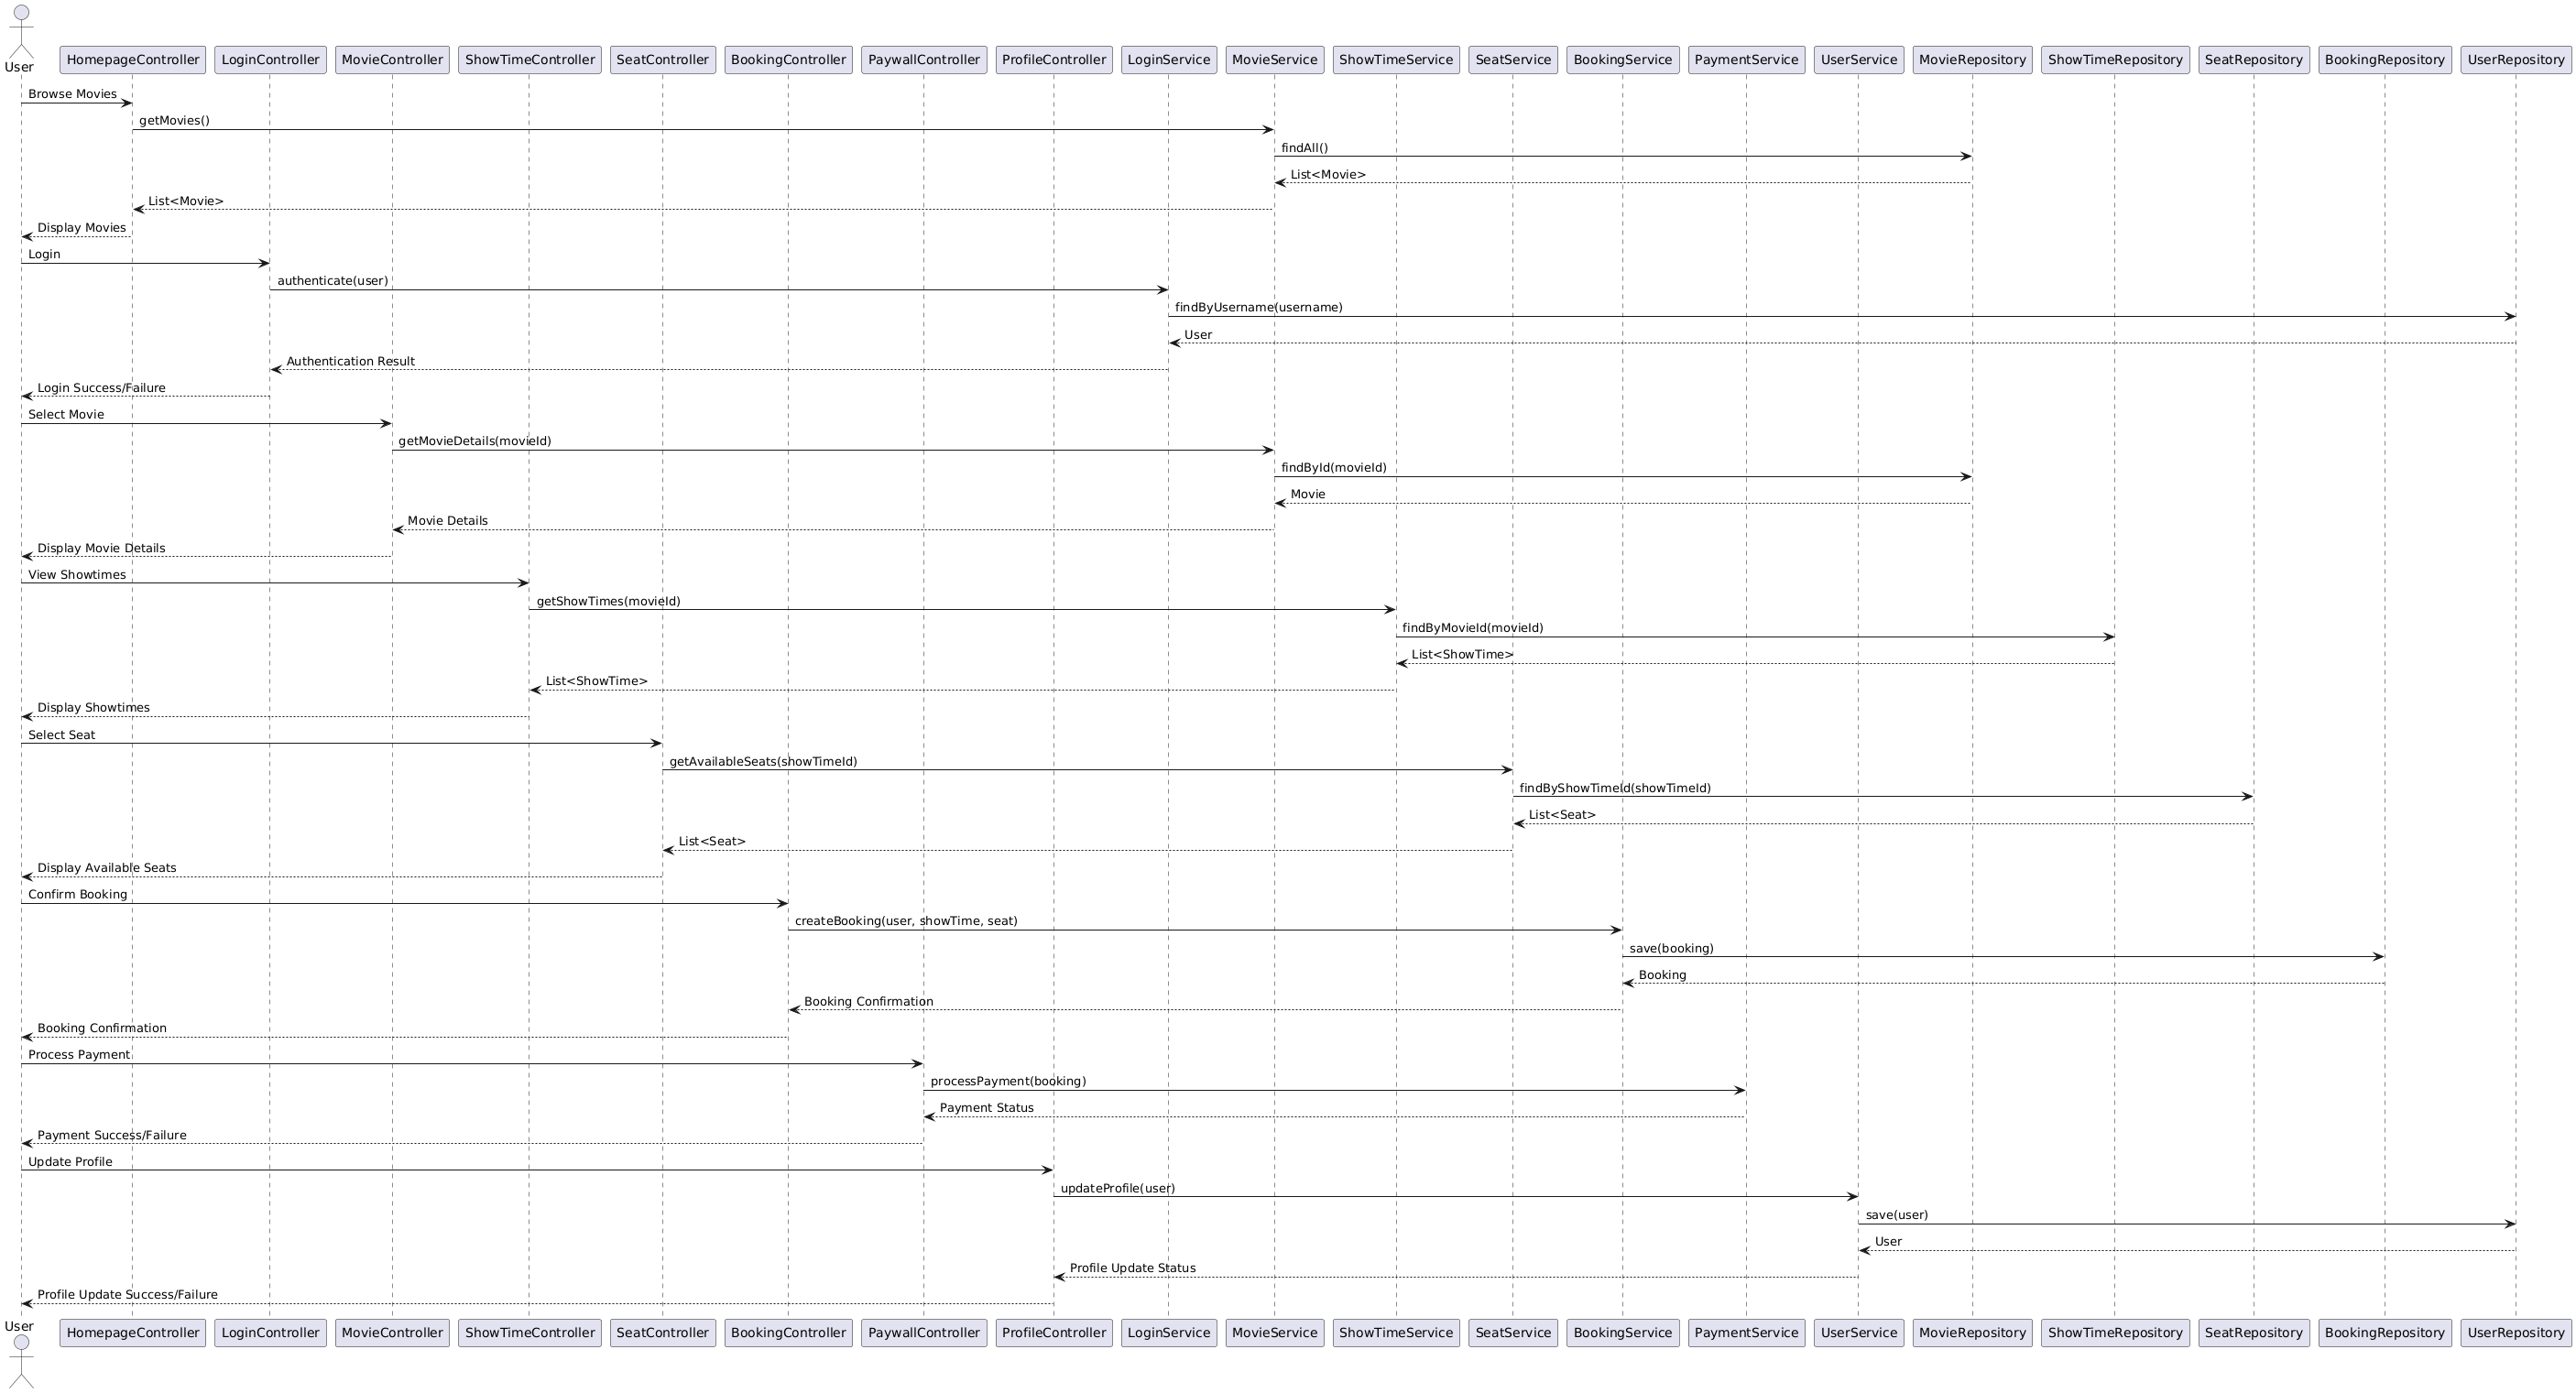 User
HomepageController
LoginController
MovieController
ShowTimeController
SeatController
BookingController
PaywallController
ProfileController
LoginService
MovieService
ShowTimeService
SeatService
BookingService
PaymentService
UserService
MovieRepository
ShowTimeRepository
SeatRepository
BookingRepository
UserRepository
Browse Movies
getMovies()
findAll()
List<Movie>
List<Movie>
Display Movies
Login
authenticate(user)
findByUsername(username)
User
Authentication Result
Login Success/Failure
Select Movie
getMovieDetails(movieId)
findById(movieId)
Movie
Movie Details
Display Movie Details
View Showtimes
getShowTimes(movieId)
findByMovieId(movieId)
List<ShowTime>
List<ShowTime>
Display Showtimes
Select Seat
getAvailableSeats(showTimeId)
findByShowTimeId(showTimeId)
List<Seat>
List<Seat>
Display Available Seats
Confirm Booking
createBooking(user, showTime, seat)
save(booking)
Booking
Booking Confirmation
Booking Confirmation
Process Payment
processPayment(booking)
Payment Status
Payment Success/Failure
Update Profile
updateProfile(user)
save(user)
User
Profile Update Status
Profile Update Success/Failure
User
HomepageController
LoginController
MovieController
ShowTimeController
SeatController
BookingController
PaywallController
ProfileController
LoginService
MovieService
ShowTimeService
SeatService
BookingService
PaymentService
UserService
MovieRepository
ShowTimeRepository
SeatRepository
BookingRepository
UserRepository